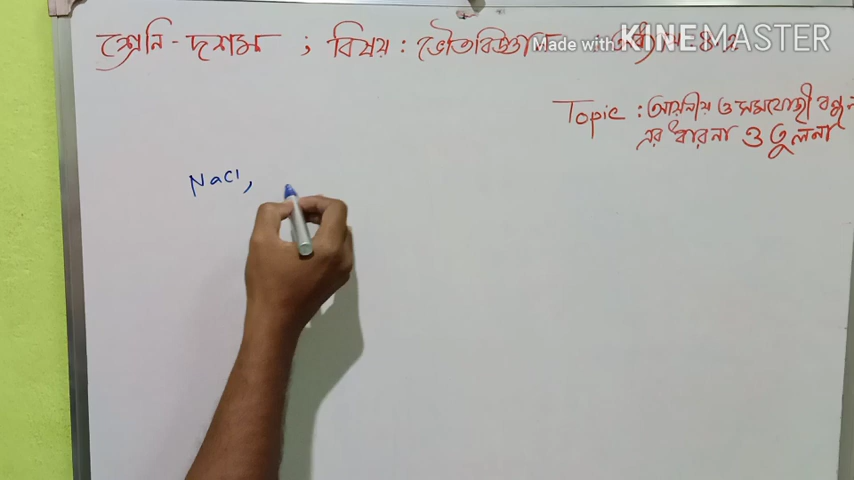 শ্রেনি - দশম ; বিষয় : ভৌতবিজ্ঞান
Made with KINEMASTER
Topic : আয়নীয় ও সমযোজী বন্ধন
এর ধারনা ও তুলনা
NaCl,